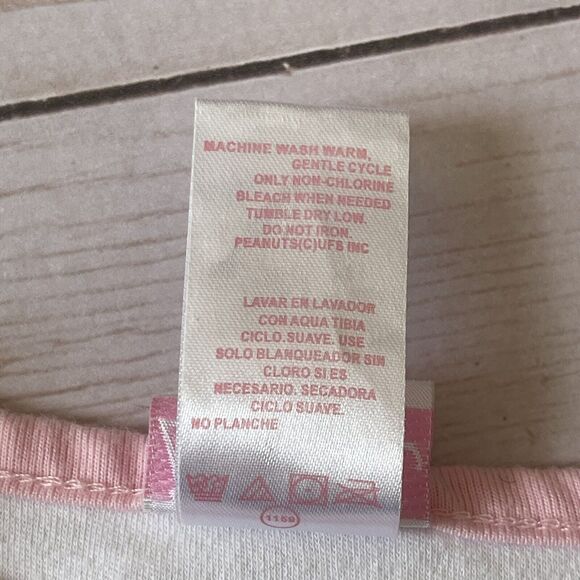 MACHINE WASH WARM,
GENTLE CYCLE
ONLY NON-CHLORINE
BLEACH WHEN NEEDED
TUMBLE DRY LOW.
DO NOT IRON.
PEANUTS(C)UFS INC
LAVAR EN LAVADOR
CON AQUA TIBIA
CICLO.SUAVE. USE
SOLO BLANQUEADOR SIN
CLORO SI ES
NECESARIO. SECADORA
CICLO SUAVE.
NO PLANCHE
1159